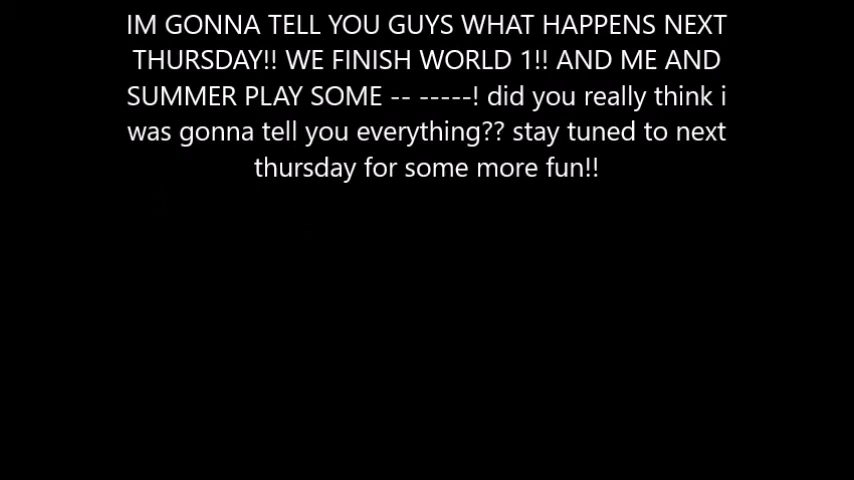 IM GONNA TELL YOU GUYS WHAT HAPPENS NEXT
THURSDAY!! WE FINISH WORLD 1!! AND ME AND
SUMMER PLAY SOME -- -----! did you really think i
was gonna tell you everything?? stay tuned to next
thursday for some more fun!!